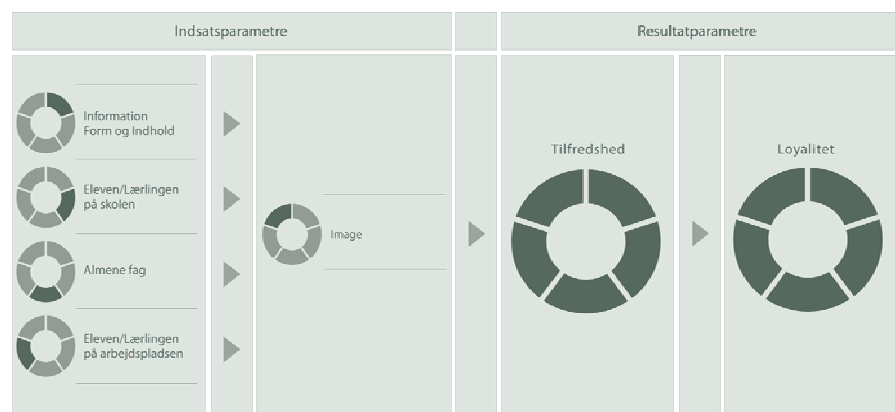 Indsatsparametre
Resultatparametre
Information
Form og Indhold
Eleven/Lærlingen
på skolen
Almene fag
Eleven/Lærlingen
på arbejdspladsen
Image
Tilfredshed
Loyalitet